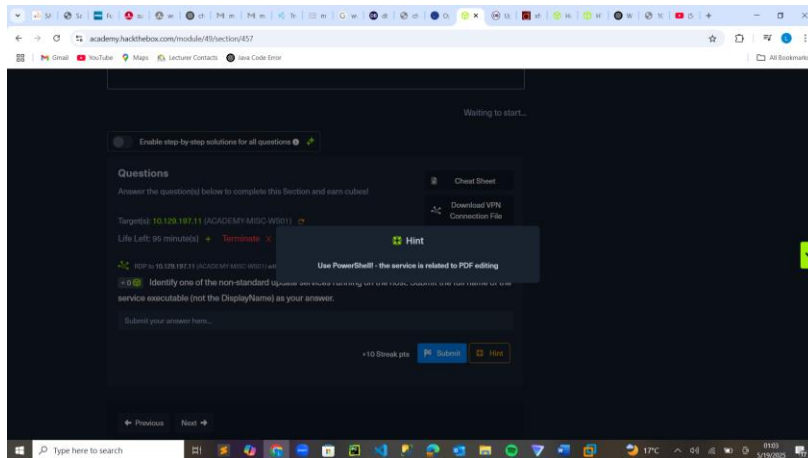 academy.hackthebox.com/module/49/section/457
Gmail YouTube Maps Lecturer Contacts Java Code Error All Bookmarks
Waiting to start...
Enable step-by-step solutions for all questions
Questions
Answer the question(s) below to complete this Section and earn cubes!
Cheat Sheet
Download VPN Connection File
Target(s): 10.129.197.11 (ACADEMY-MISC-WS01)
Life Left: 95 minute(s) + Terminate X
Hint
Use PowerShell! - the service is related to PDF editing
RDP to 10.129.197.11 (ACADEMY-MISC-WS01)
+ 0 Identify one of the non-standard update services running on the host. Submit the full name of the
service executable (not the DisplayName) as your answer.
Submit your answer here...
+10 Streak pts Submit Hint
Previous Next
Type here to search 17°C 01:03
5/19/2025